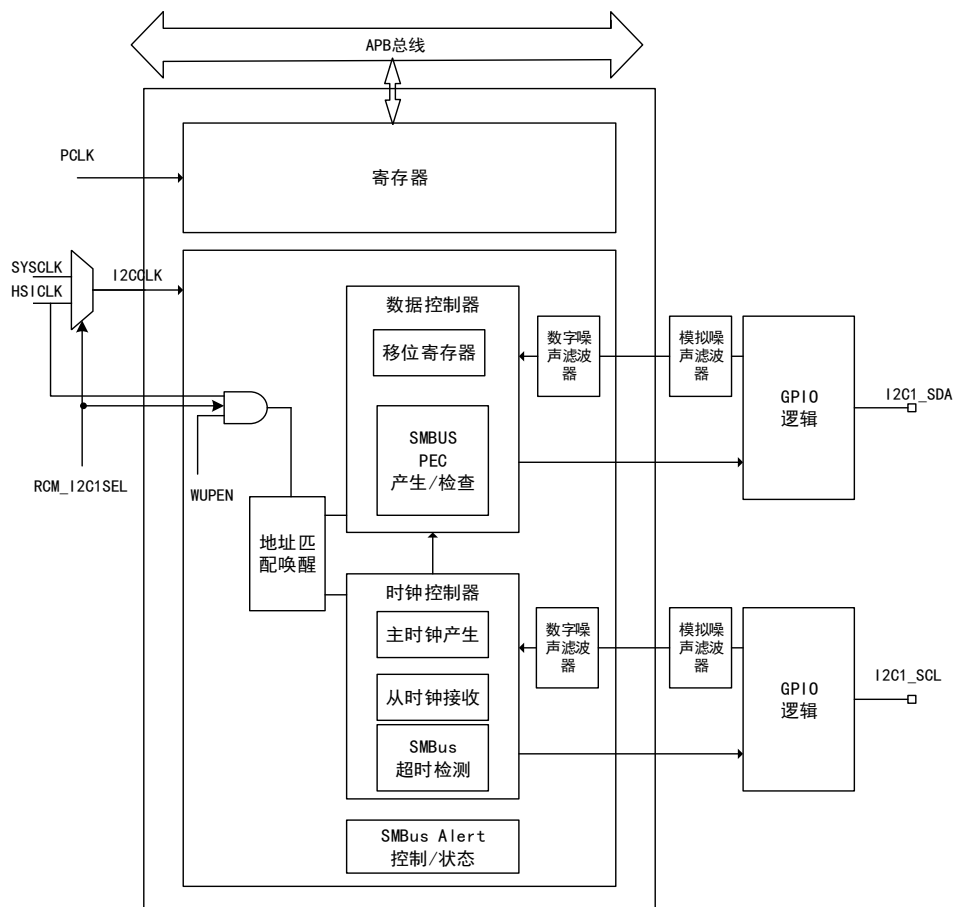 APB总线
PCLK
寄存器
SYSCLK
HSICLK
I2CCLK
数据控制器
移位寄存器
数字噪
声滤波
器
模拟噪
声滤波
器
GPIO
逻辑
I2C1_SDA
SMBUS
PEC
产生/检查
RCM_I2C1SEL
WUPEN
地址匹
配唤醒
时钟控制器
主时钟产生
数字噪
声滤波
器
模拟噪
声滤波
器
GPIO
逻辑
I2C1_SCL
从时钟接收
SMBus
超时检测
SMBus Alert
控制/状态